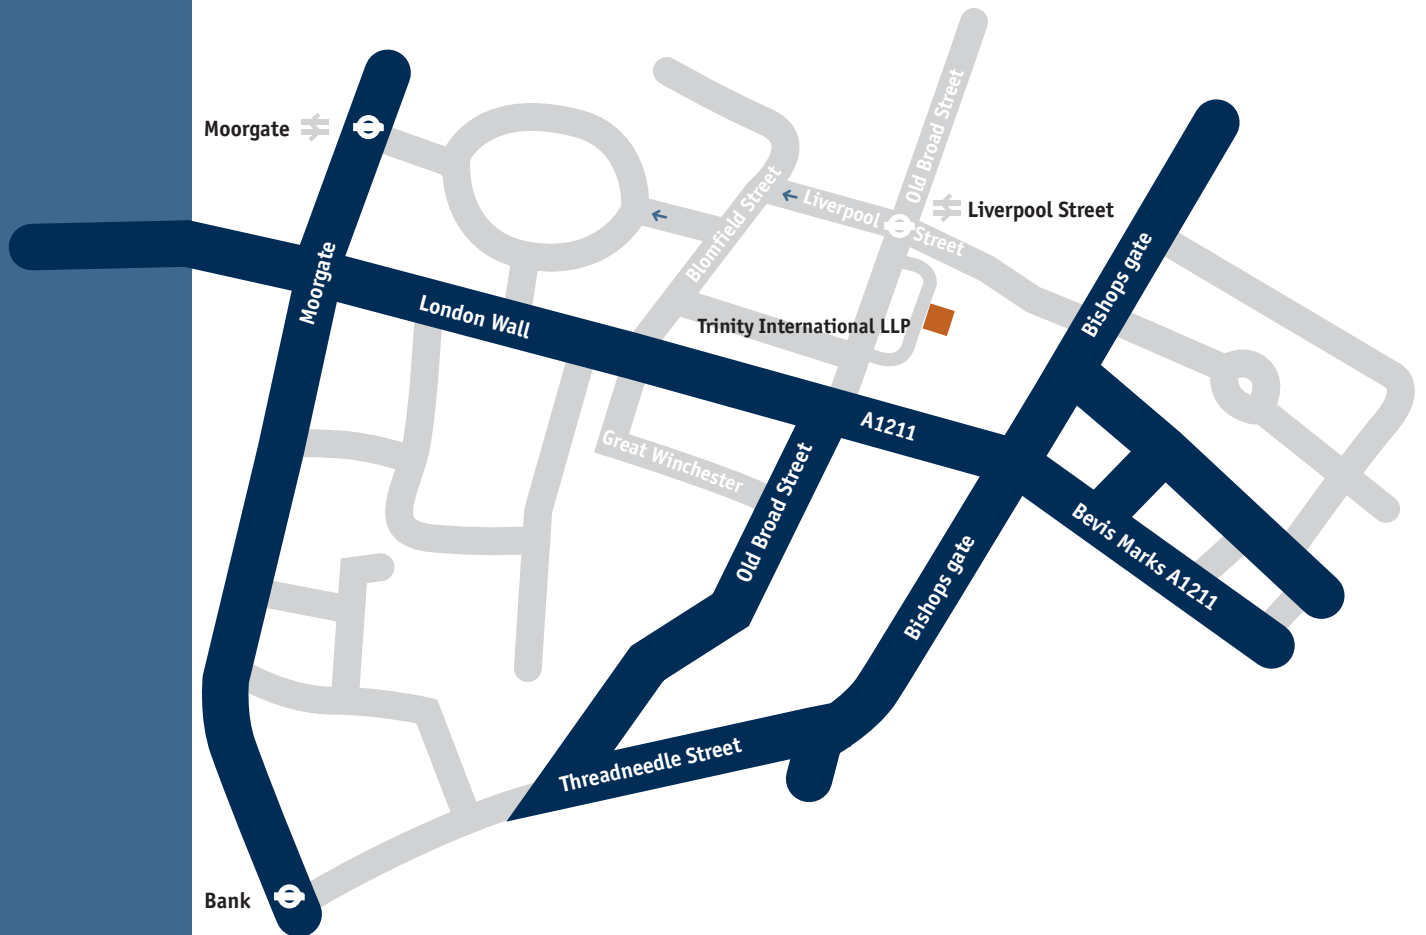 Moorgate
Old Broad Street
Liverpool
Street
Liverpool Street
Blomfield Street
Bishops gate
Moorgate
London Wall
Trinity International LLP
A1211
Great Winchester
Old Broad Street
Bevis Marks A1211
Bishops gate
Threadneedle Street
Bank